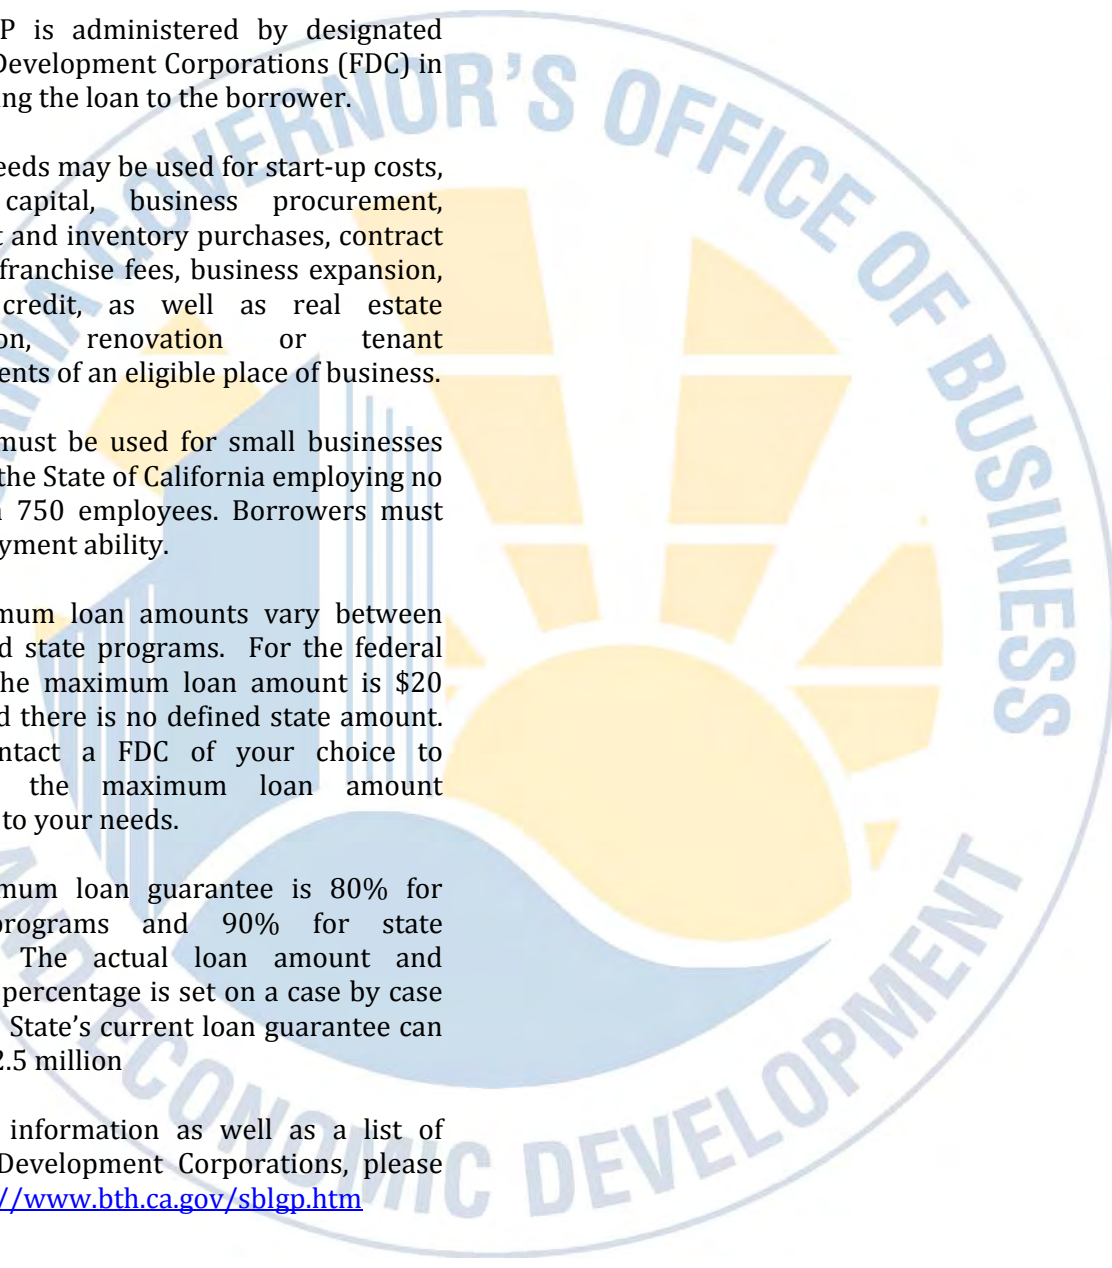 P is administered by designated
Development Corporations (FDC) in
ng the loan to the borrower.
eeds may be used for start-up costs,
capital, business procurement,
t and inventory purchases, contract
franchise fees, business expansion,
credit, as well as real estate
on, renovation or tenant
ents of an eligible place of business.
must be used for small businesses
the State of California employing no
n 750 employees. Borrowers must
yment ability.
mum loan amounts vary between
d state programs. For the federal
he maximum loan amount is $20
d there is no defined state amount.
ntact a FDC of your choice to
the maximum loan amount
to your needs.
mum loan guarantee is 80% for
programs and 90% for state
The actual loan amount and
percentage is set on a case by case
State’s current loan guarantee can
2.5 million
information as well as a list of
Development Corporations, please
//www.bth.ca.gov/sblgp.htm
RNIA GOVERNOR’S OFFICE OF BUSINESS
AND ECONOMIC DEVELOPMENT